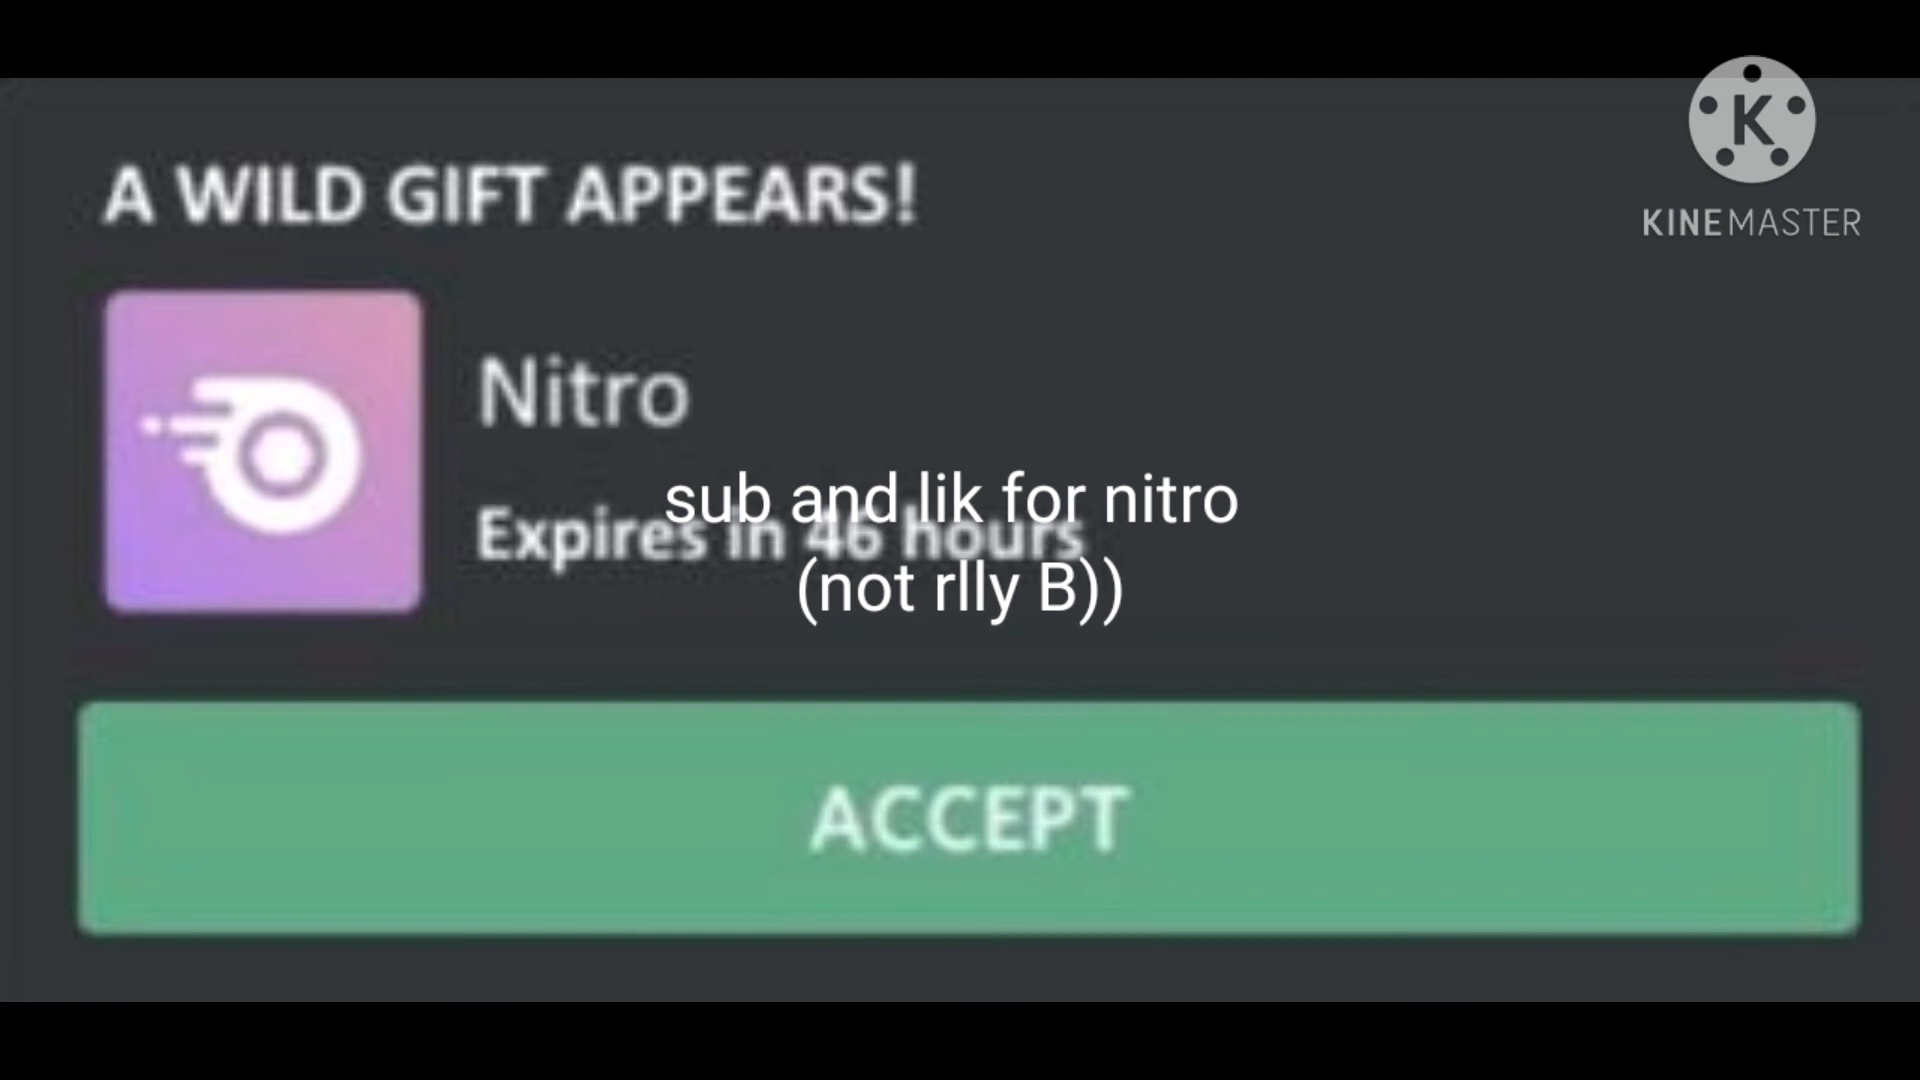 K
KINEMASTER
A WILD GIFT APPEARS!
Nitro
sub and lik for nitro
Expires in 46 hours
(not rlly B))
ACCEPT